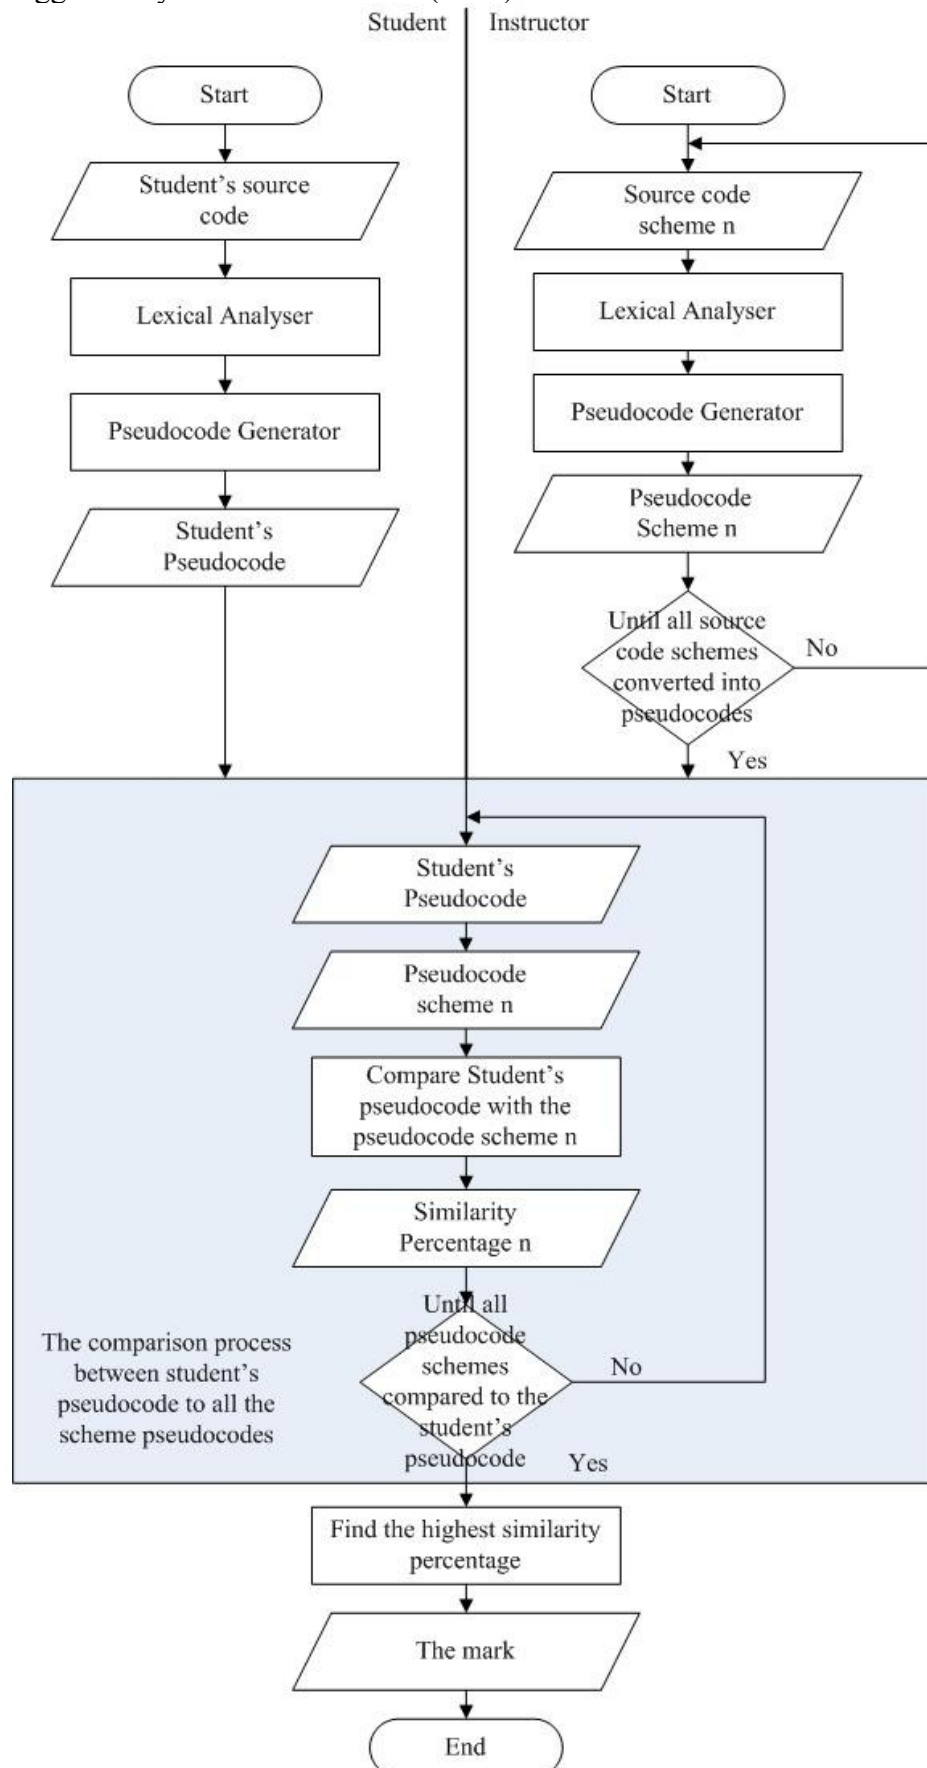 Student
Instructor
Start
Student's source
code
Lexical Analyser
Pseudocode Generator
Student's
Pseudocode
Start
Source code
scheme n
Lexical Analyser
Pseudocode Generator
Pseudocode
Scheme n
Until all source
code schemes
converted into
pseudocodes
No
Yes
Student's
Pseudocode
Pseudocode
scheme n
Compare Student's
pseudocode with the
pseudocode scheme n
Similarity
Percentage n
Until all
pseudocode
schemes
compared to the
student's
pseudocode
No
Yes
The comparison process
between student's
pseudocode to all the
scheme pseudocodes
Find the highest similarity
percentage
The mark
End